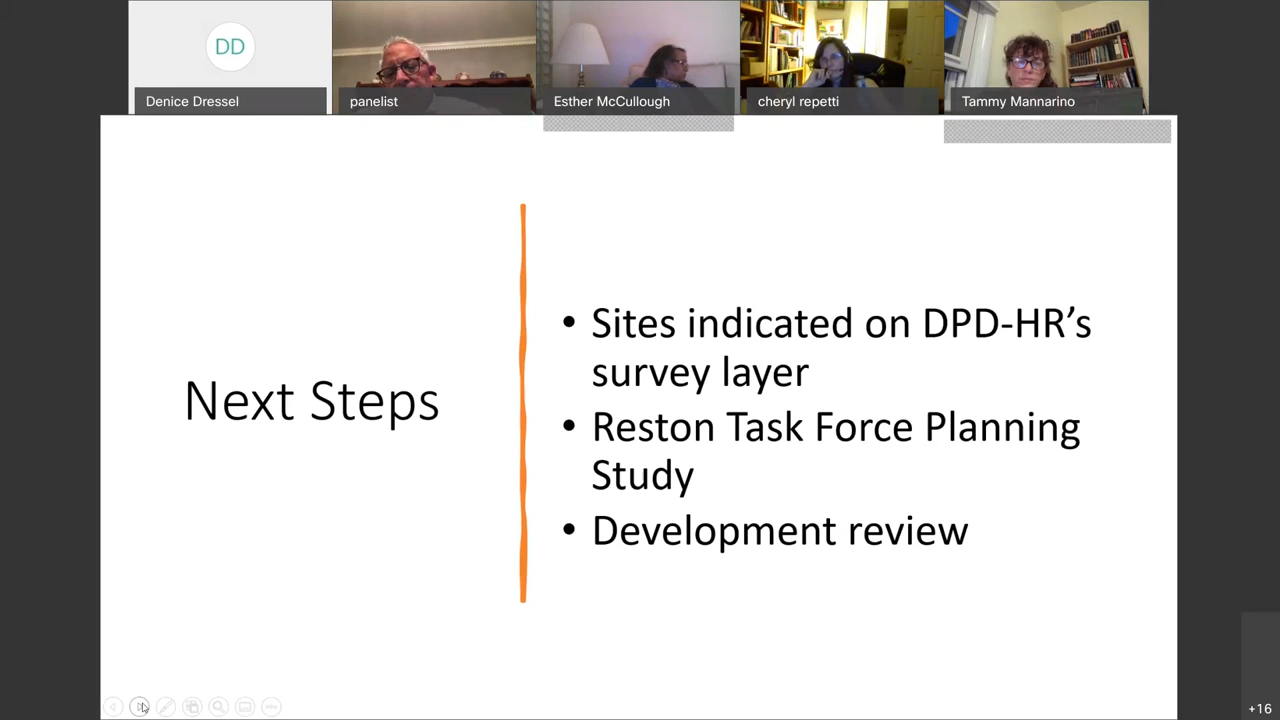 DD
Denice Dressel
panelist
Esther McCullough
cheryl repetti
Tammy Mannarino
Next Steps
• Sites indicated on DPD-HR’s
survey layer
• Reston Task Force Planning
Study
• Development review
+16